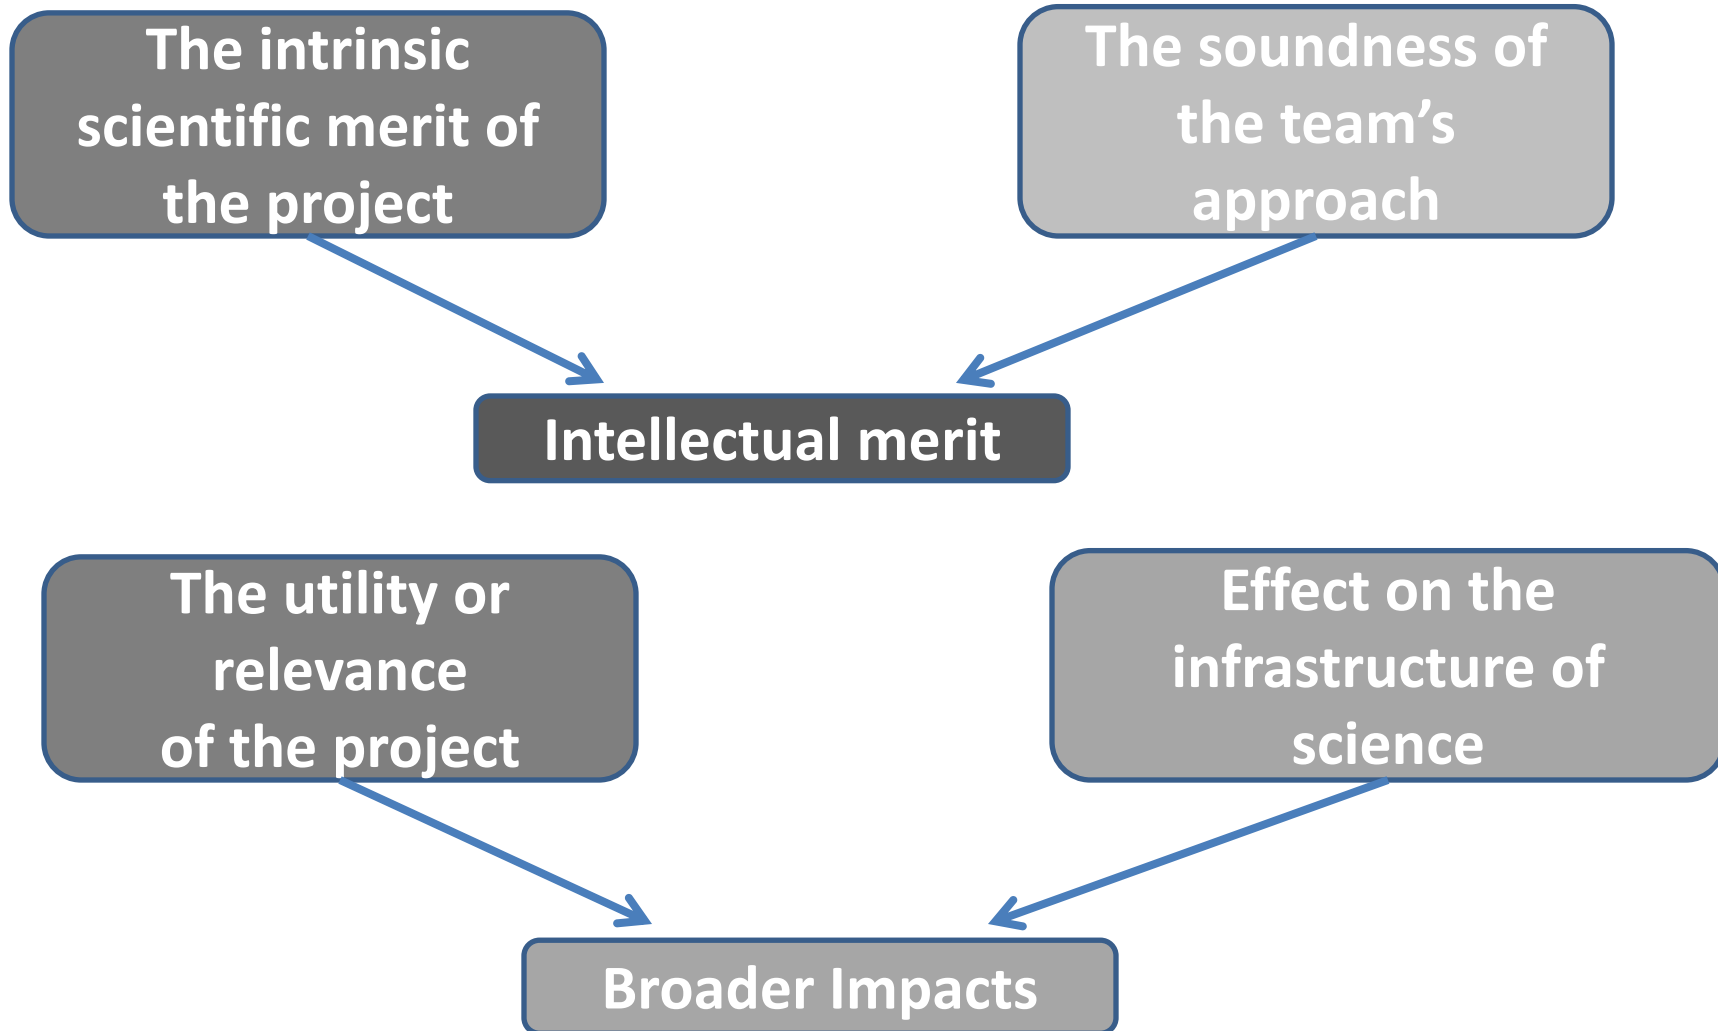 The intrinsic
scientific merit of
the project
The soundness of
the team’s
approach
Intellectual merit
The utility or
relevance
of the project
Effect on the
infrastructure of
science
Broader Impacts